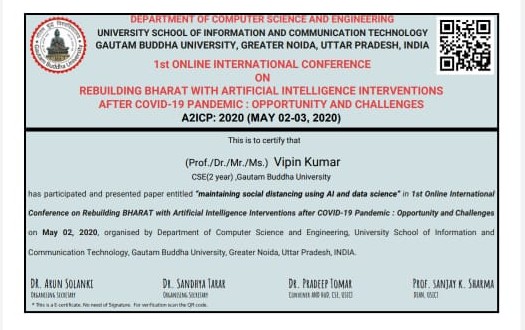 DEPARTMENT OF COMPUTER SCIENCE AND ENGINEERING
UNIVERSITY SCHOOL OF INFORMATION AND COMMUNICATION TECHNOLOGY
GAUTAM BUDDHA UNIVERSITY, GREATER NOIDA, UTTAR PRADESH, INDIA
1st ONLINE INTERNATIONAL CONFERENCE
ON
REBUILDING BHARAT WITH ARTIFICIAL INTELLIGENCE INTERVENTIONS
AFTER COVID-19 PANDEMIC : OPPORTUNITY AND CHALLENGES
A2ICP: 2020 (MAY 02-03, 2020)
This is to certify that
(Prof./Dr./Mr./Ms.) Vipin Kumar
CSE(2 year) ,Gautam Buddha University
has participated and presented paper entitled "maintaining social distancing using AI and data science" in 1st Online International
Conference on Rebuilding BHARAT with Artificial Intelligence Interventions after COVID-19 Pandemic : Opportunity and Challenges
on May 02, 2020, organised by Department of Computer Science and Engineering, University School of Information and
Communication Technology, Gautam Buddha University, Greater Noida, Uttar Pradesh, INDIA.
DR. ARUN SOLANKI DR. SANDHYA TARAR DR. PRADEEP TOMAR PROF. SANJAY K. SHARMA
ORGANISING SECRETARY ORGANISING SECRETARY CONVENER AND HOD, CSE, USICT DEAN, USICT
* This is a E-certificate. No need of Signature. For verification scan the QR code.